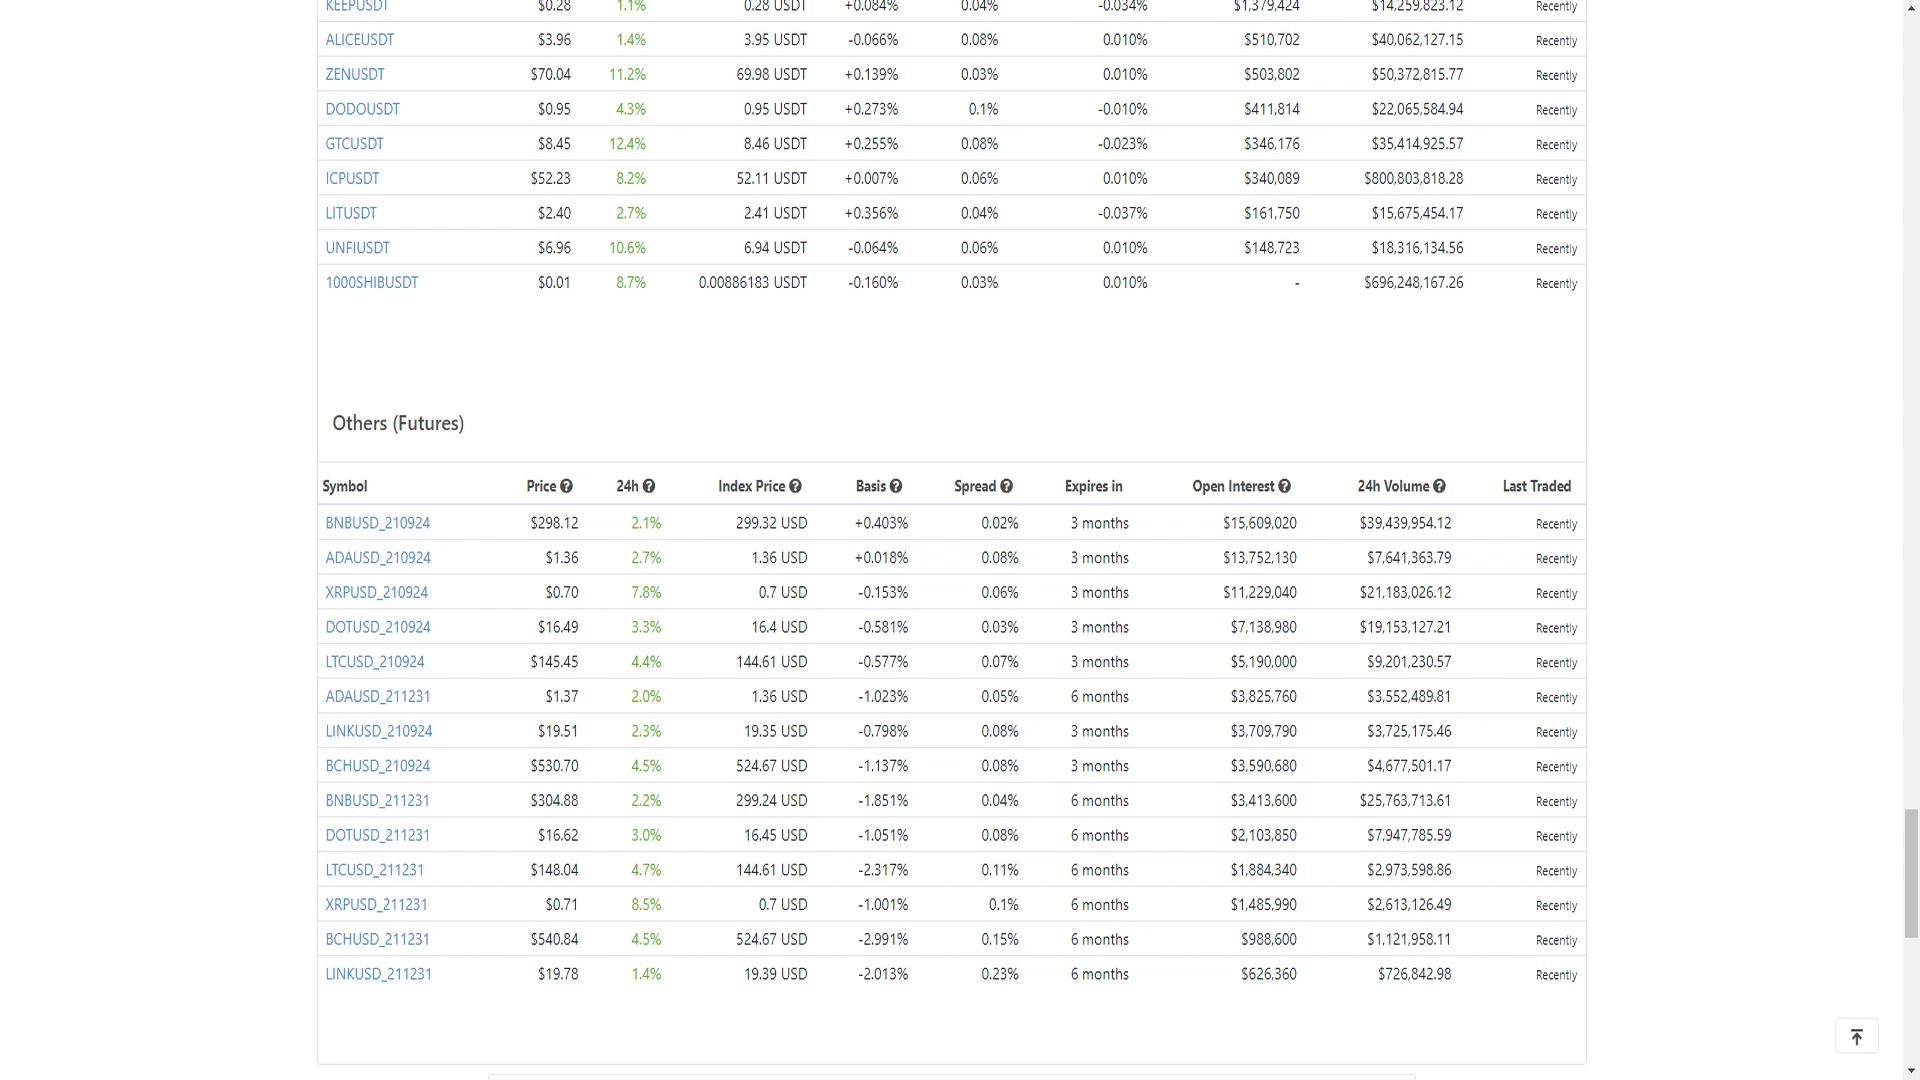 KEEPUSDT $0.28 1.1% 0.28 USDT +0.084% 0.04% -0.034% $1,379,424 $14,259,823.12 Recently
ALICEUSDT $3.96 1.4% 3.95 USDT -0.066% 0.08% 0.010% $510,702 $40,062,127.15 Recently
ZENUSDT $70.04 11.2% 69.98 USDT +0.139% 0.03% 0.010% $503,802 $50,372,815.77 Recently
DODOUSDT $0.95 4.3% 0.95 USDT +0.273% 0.1% -0.010% $411,814 $22,065,584.94 Recently
GTCUSDT $8.45 12.4% 8.46 USDT +0.255% 0.08% -0.023% $346,176 $35,414,925.57 Recently
ICPUSDT $52.23 8.2% 52.11 USDT +0.007% 0.06% 0.010% $340,089 $800,803,818.28 Recently
LITUSDT $2.40 2.7% 2.41 USDT +0.356% 0.04% -0.037% $161,750 $15,675,454.17 Recently
UNFIUSDT $6.96 10.6% 6.94 USDT -0.064% 0.06% 0.010% $148,723 $18,316,134.56 Recently
1000SHIBUSDT $0.01 8.7% 0.00886183 USDT -0.160% 0.03% 0.010% - $696,248,167.26 Recently
Others (Futures)
Symbol Price 24h Index Price Basis Spread Expires in Open Interest 24h Volume Last Traded
BNBUSD_210924 $298.12 2.1% 299.32 USD +0.403% 0.02% 3 months $15,609,020 $39,439,954.12 Recently
ADAUSD_210924 $1.36 2.7% 1.36 USD +0.018% 0.08% 3 months $13,752,130 $7,641,363.79 Recently
XRPUSD_210924 $0.70 7.8% 0.7 USD -0.153% 0.06% 3 months $11,229,040 $21,183,026.12 Recently
DOTUSD_210924 $16.49 3.3% 16.4 USD -0.581% 0.03% 3 months $7,138,980 $19,153,127.21 Recently
LTCUSD_210924 $145.45 4.4% 144.61 USD -0.577% 0.07% 3 months $5,190,000 $9,201,230.57 Recently
ADAUSD_211231 $1.37 2.0% 1.36 USD -1.023% 0.05% 6 months $3,825,760 $3,552,489.81 Recently
LINKUSD_210924 $19.51 2.3% 19.35 USD -0.798% 0.08% 3 months $3,709,790 $3,725,175.46 Recently
BCHUSD_210924 $530.70 4.5% 524.67 USD -1.137% 0.08% 3 months $3,590,680 $4,677,501.17 Recently
BNBUSD_211231 $304.88 2.2% 299.24 USD -1.851% 0.04% 6 months $3,413,600 $25,763,713.61 Recently
DOTUSD_211231 $16.62 3.0% 16.45 USD -1.051% 0.08% 6 months $2,103,850 $7,947,785.59 Recently
LTCUSD_211231 $148.04 4.7% 144.61 USD -2.317% 0.11% 6 months $1,884,340 $2,973,598.86 Recently
XRPUSD_211231 $0.71 8.5% 0.7 USD -1.001% 0.1% 6 months $1,485,990 $2,613,126.49 Recently
BCHUSD_211231 $540.84 4.5% 524.67 USD -2.991% 0.15% 6 months $988,600 $1,121,958.11 Recently
LINKUSD_211231 $19.78 1.4% 19.39 USD -2.013% 0.23% 6 months $626,360 $726,842.98 Recently